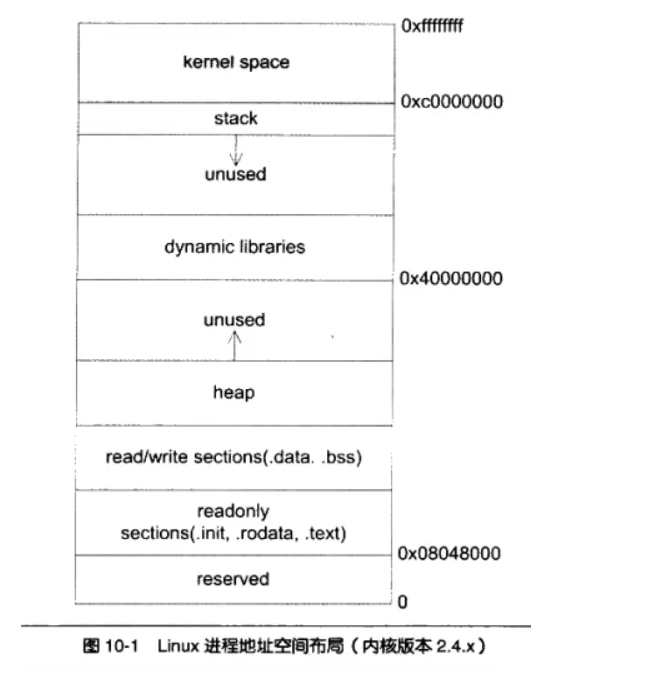 0xffffffff
kernel space
0xc0000000
stack
unused
dynamic libraries
0x40000000
unused
heap
read/write sections(.data. .bss)
readonly
sections(.init, .rodata, .text)
0x08048000
reserved
0
图 10-1 Linux 进程地址空间布局（内核版本 2.4.x）